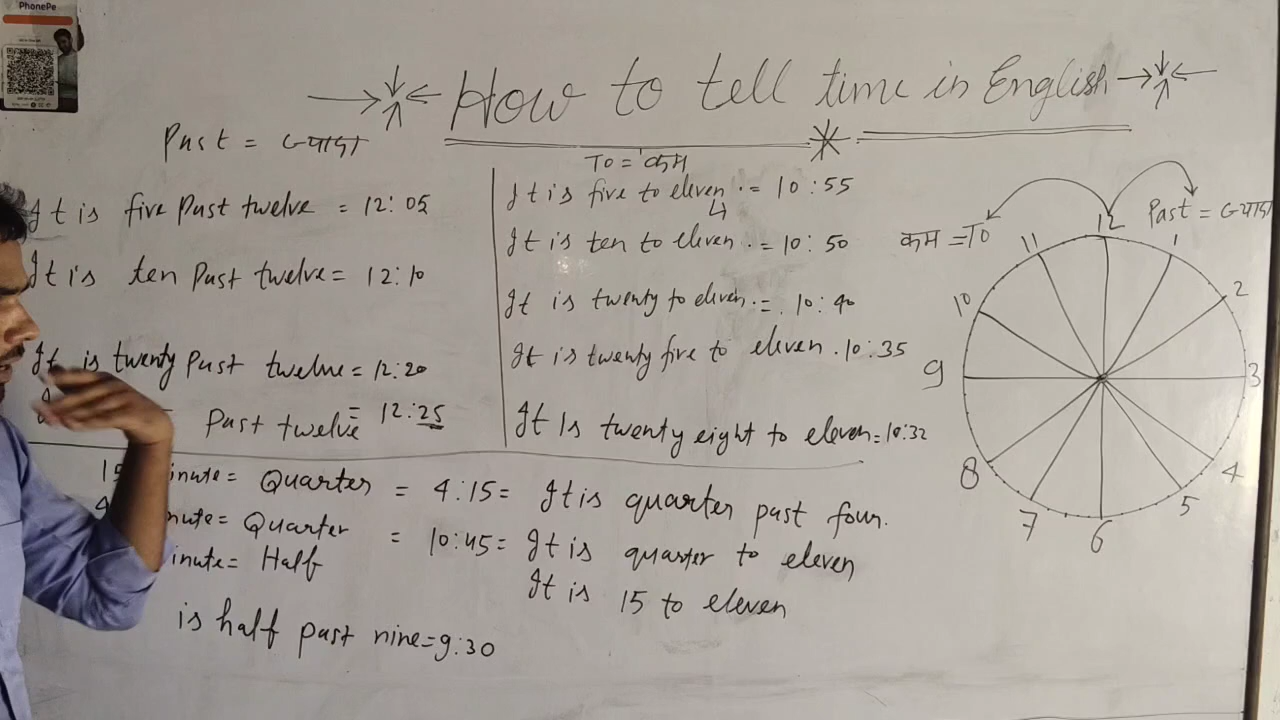 PhonePe
How to tell time in English
Past = ज्यादा
It is five Past twelve = 12:05
It is ten Past twelve = 12:10
It is twenty Past twelve = 12:20
Past twelve = 12:25
To = कम
It is five to eleven .= 10:55
It is ten to eleven .= 10:50
It is twenty to eleven .= 10:40
It is twenty five to eleven . 10:35
It Is twenty eight to eleven = 10:32
कम = To
Past = ज्यादा
12
1
2
3
4
5
6
7
8
9
10
11
inute = Quarter = 4:15 = It is quarter past four.
nute = Quarter = 10:45 = It is quarter to eleven
inute = Half
It is 15 to eleven
is half past nine = 9:30